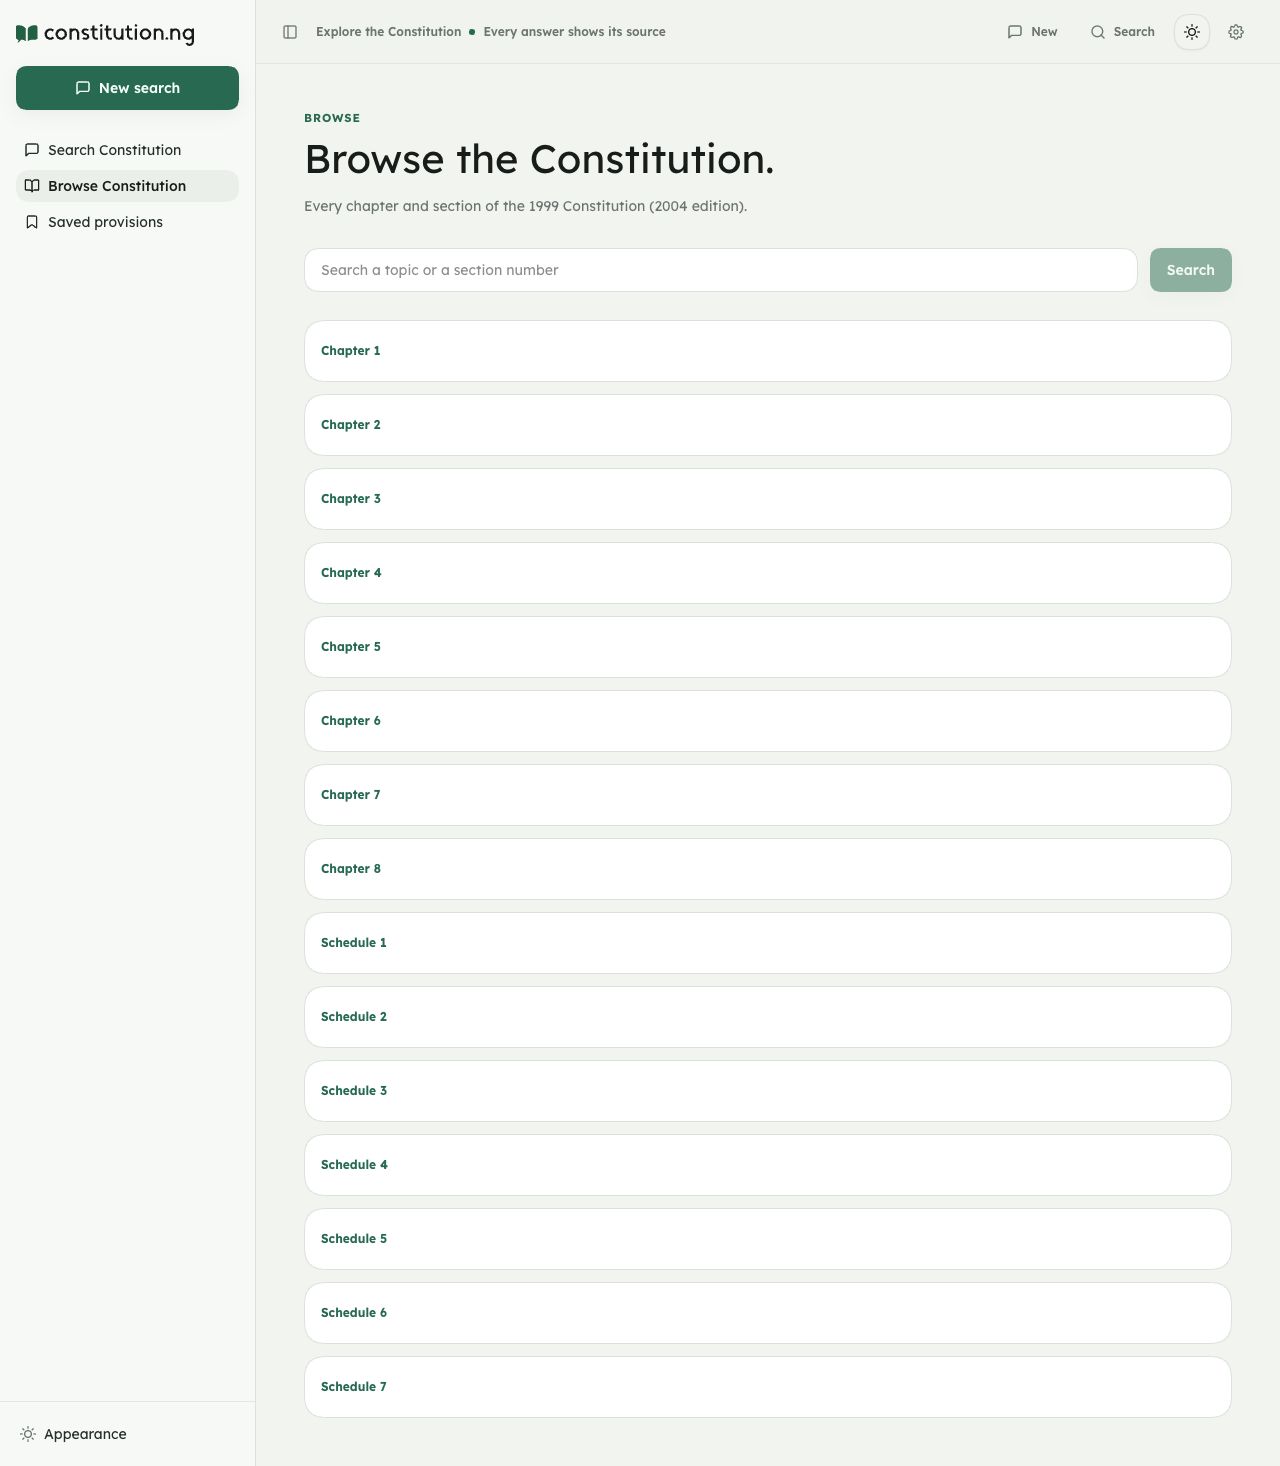 constitution.ng
New search
Search Constitution
Browse Constitution
Saved provisions
Appearance
Explore the Constitution • Every answer shows its source
New
Search
BROWSE
Browse the Constitution.
Every chapter and section of the 1999 Constitution (2004 edition).
Search a topic or a section number
Search
Chapter 1
Chapter 2
Chapter 3
Chapter 4
Chapter 5
Chapter 6
Chapter 7
Chapter 8
Schedule 1
Schedule 2
Schedule 3
Schedule 4
Schedule 5
Schedule 6
Schedule 7